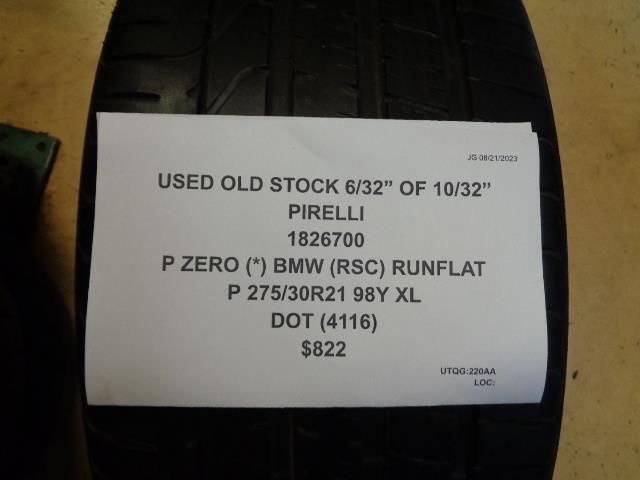 JG 08/21/2023
USED OLD STOCK 6/32” OF 10/32”
PIRELLI
1826700
P ZERO (*) BMW (RSC) RUNFLAT
P 275/30R21 98Y XL
DOT (4116)
$822
UTQG:220AA
LOC: